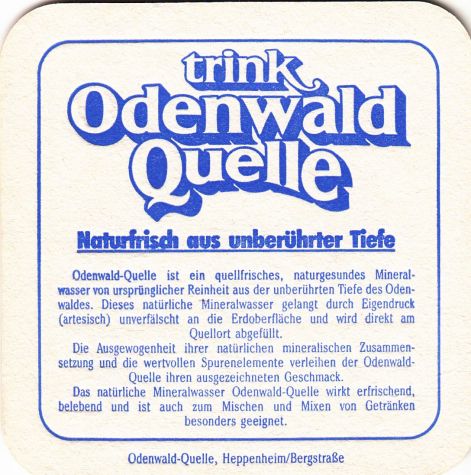 trink
Odenwald
Quelle
Naturfrisch aus unberührter Tiefe
Odenwald-Quelle ist ein quellfrisches, naturgesundes Mineral-
wasser von ursprünglicher Reinheit aus der unberührten Tiefe des Oden-
waldes. Dieses natürliche Mineralwasser gelangt durch Eigendruck
(artesisch) unverfälscht an die Erdoberfläche und wird direkt am
Quellort abgefüllt.
Die Ausgewogenheit ihrer natürlichen mineralischen Zusammen-
setzung und die wertvollen Spurenelemente verleihen der Odenwald-
Quelle ihren ausgezeichneten Geschmack.
Das natürliche Mineralwasser Odenwald-Quelle wirkt erfrischend,
belebend und ist auch zum Mischen und Mixen von Getränken
besonders geeignet.
Odenwald-Quelle, Heppenheim/Bergstraße